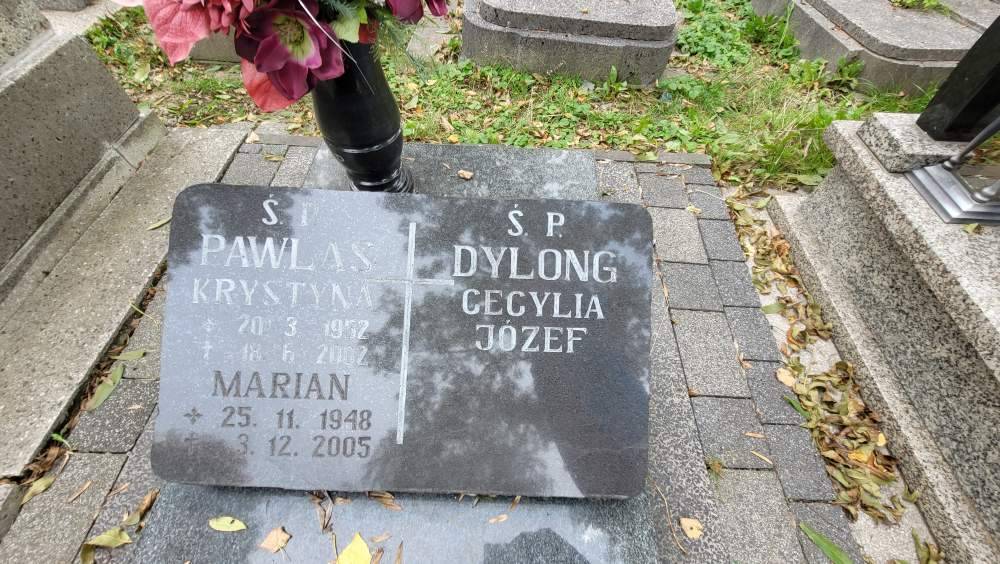 Ś. P.
PAWLAS
KRYSTYNA
20. 3. 1952
18. 6. 2002
MARIAN
25. 11. 1948
3. 12. 2005
Ś. P.
DYLONG
CECYLIA
JÓZEF